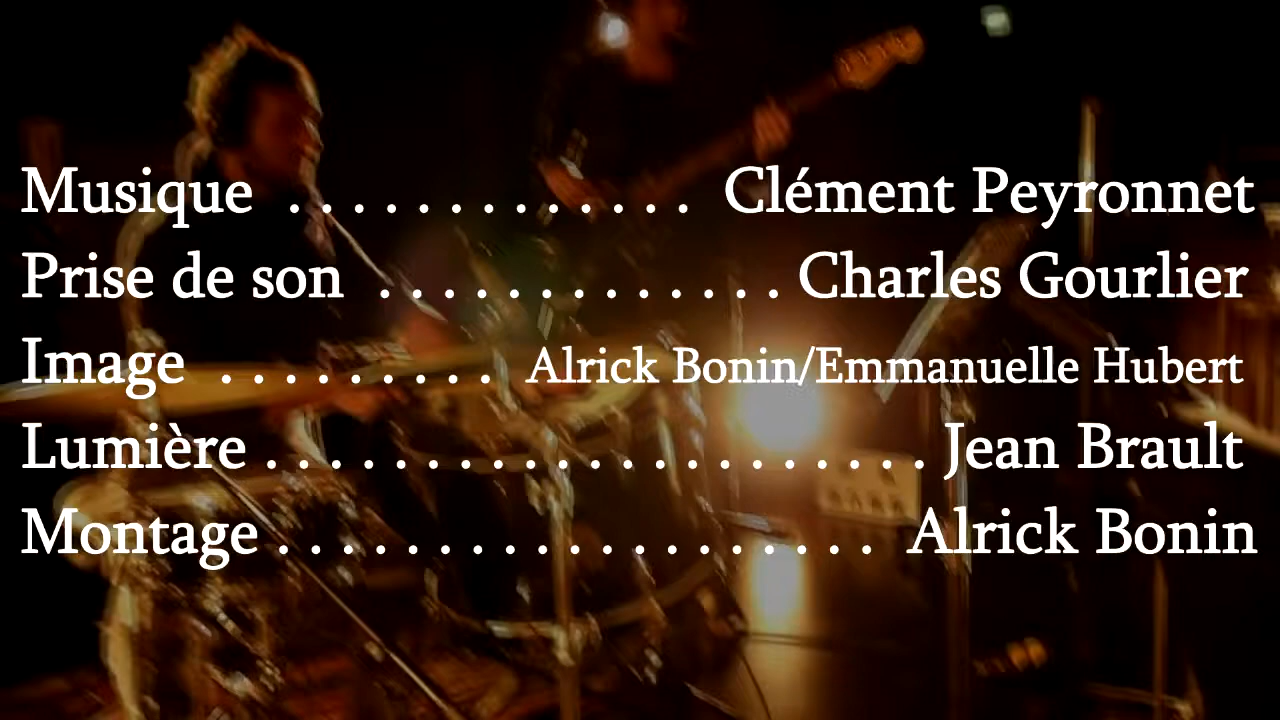 Musique . . . . . . . . . . . . . Clément Peyronnet
Prise de son . . . . . . . . . . . . . Charles Gourlier
Image . . . . . . . . . Alrick Bonin/Emmanuelle Hubert
Lumière . . . . . . . . . . . . . . . . . . . . . Jean Brault
Montage . . . . . . . . . . . . . . . . . . . Alrick Bonin